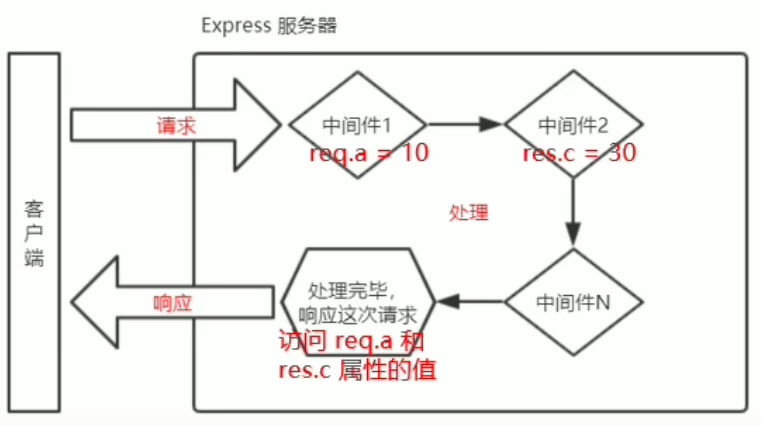 Express 服务器
请求
中间件1
req.a = 10
中间件2
res.c = 30
客
户
端
处理
响应
处理完毕，
响应这次请求
访问 req.a 和
res.c 属性的值
中间件N